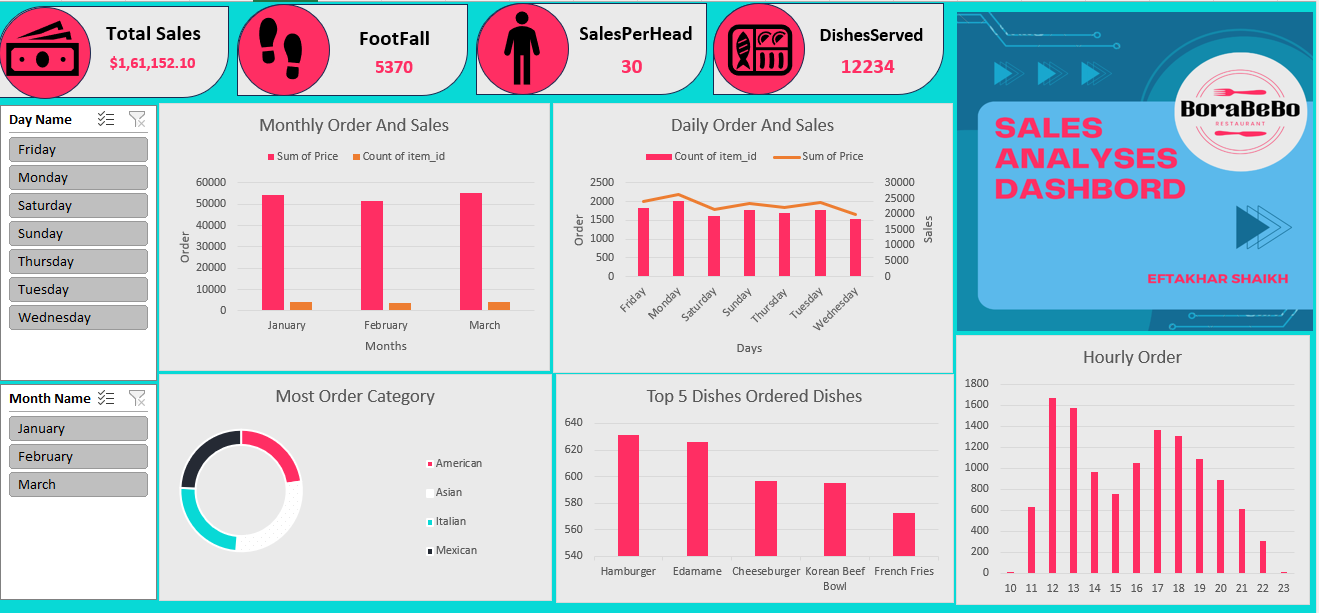 Total Sales
$1,61,152.10
FootFall
5370
SalesPerHead
30
DishesServed
12234
BoraBeBo
RESTAURANT
SALES
ANALYSES
DASHBORD
EFTAKHAR SHAIKH
Day Name
Friday
Monday
Saturday
Sunday
Thursday
Tuesday
Wednesday
Month Name
January
February
March
Monthly Order And Sales
Sum of Price Count of item_id
60000
50000
40000
30000
20000
10000
0
Order
January February March
Months
Daily Order And Sales
Count of item_id Sum of Price
2500
2000
1500
1000
500
0
Order
30000
25000
20000
15000
10000
5000
0
Sales
Friday Monday Saturday Sunday Thursday Tuesday Wednesday
Days
Most Order Category
American
Asian
Italian
Mexican
Top 5 Dishes Ordered Dishes
640
620
600
580
560
540
Hamburger Edamame Cheeseburger Korean Beef French Fries
Bowl
Hourly Order
1800
1600
1400
1200
1000
800
600
400
200
0
10 11 12 13 14 15 16 17 18 19 20 21 22 23